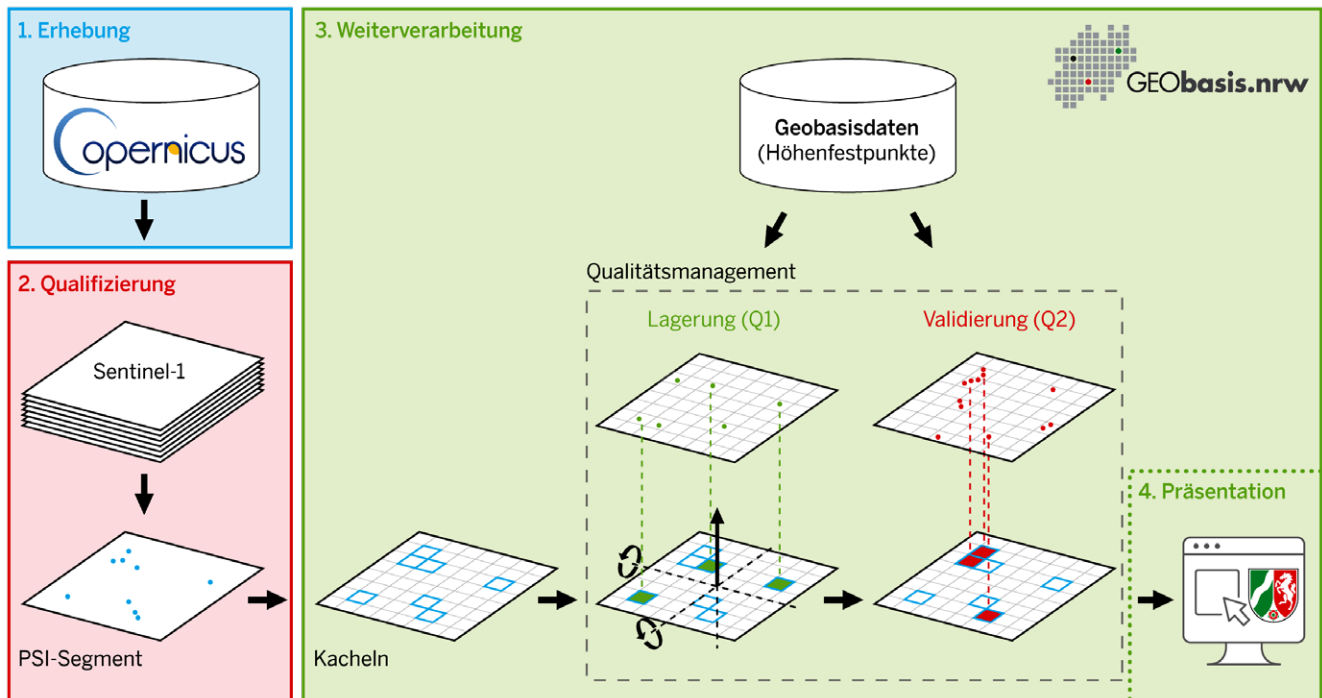 1. Erhebung
Copernicus
2. Qualifizierung
Sentinel-1
PSI-Segment
3. Weiterverarbeitung
GEObasis.nrw
Geobasisdaten
(Höhenfestpunkte)
Qualitätsmanagement
Lagerung (Q1)
Validierung (Q2)
Kacheln
4. Präsentation